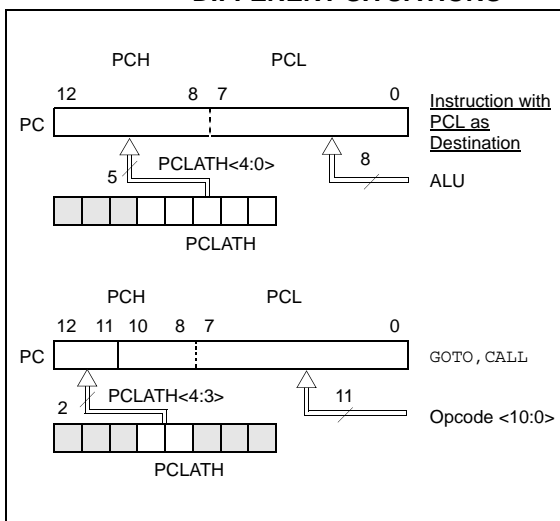 DIFFERENT SITUATIONS
PCH PCL
12 8 7 0
PC
Instruction with
PCL as
Destination
5 PCLATH<4:0> 8
ALU
PCLATH
PCH PCL
12 11 10 8 7 0
PC GOTO,CALL
2 PCLATH<4:3> 11
Opcode <10:0>
PCLATH